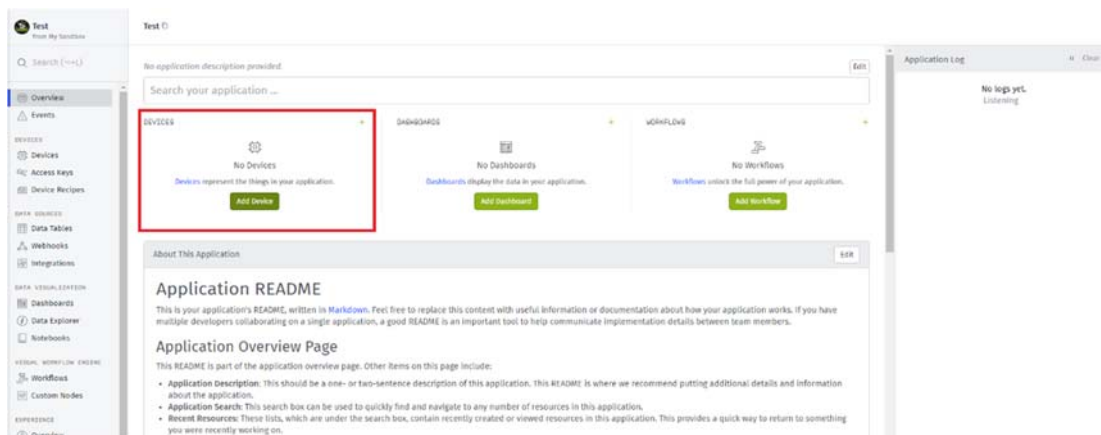 Test
from My Sandbox
Test
Search
Overview
Events
DEVICES
Devices
Access Keys
Device Recipes
DATA SOURCES
Data Tables
Webhooks
Integrations
DATA VISUALIZATION
Dashboards
Data Explorer
Notebooks
VISUAL WORKFLOW ENGINE
Workflows
Custom Nodes
EXPERIENCE
Overview
No application description provided.
Edit
Search your application ...
DEVICES +
No Devices
Devices represent the things in your application.
Add Device
DASHBOARDS +
No Dashboards
Dashboards display the data in your application.
Add Dashboard
WORKFLOWS +
No Workflows
Workflows unlock the full power of your application.
Add Workflow
About This Application
Edit
Application README
This is your application's README, written in Markdown. Feel free to replace this content with useful information or documentation about how your application works. If you have
multiple developers collaborating on a single application, a good README is an important tool to help communicate implementation details between team members.
Application Overview Page
This README is part of the application overview page. Other items on this page include:
• Application Description: This should be a one- or two-sentence description of this application. This README is where we recommend putting additional details and information
about the application.
• Application Search: This search box can be used to quickly find and navigate to any number of resources in this application.
• Recent Resources: These lists, which are under the search box, contain recently created or viewed resources in this application. This provides a quick way to return to something
you were recently working on.
Application Log
Clear
No logs yet.
Listening